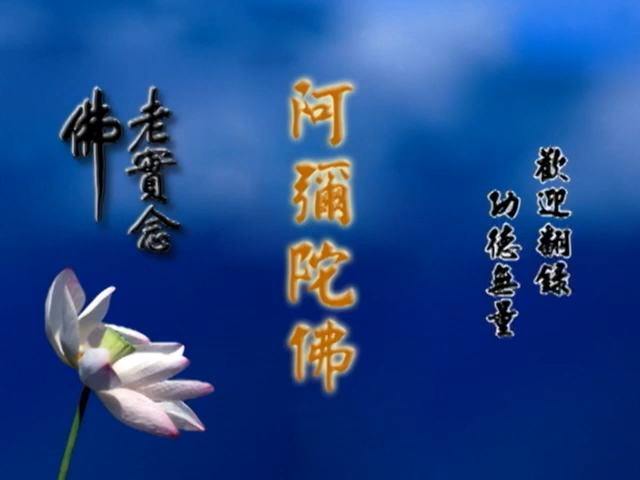 歡迎翻錄
功德無量
阿彌陀佛
老實念
佛